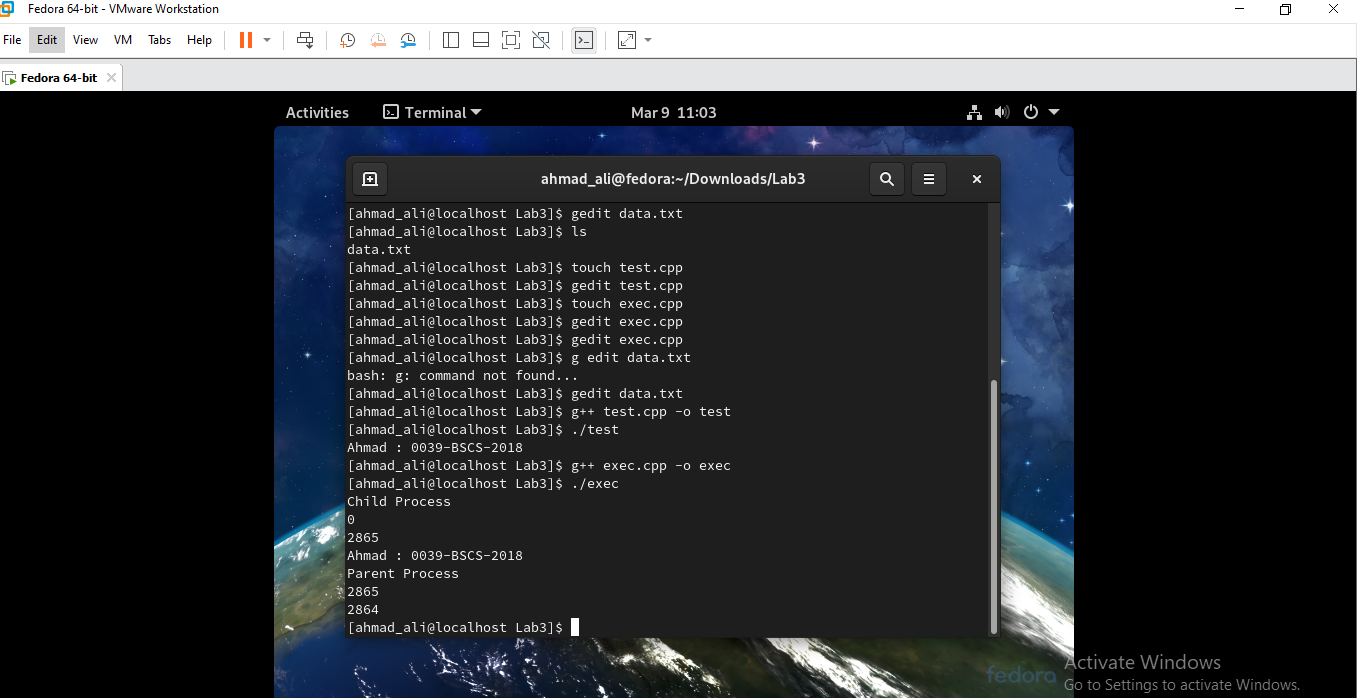 Fedora 64-bit - VMware Workstation
File Edit View VM Tabs Help
Fedora 64-bit
Activities Terminal Mar 9 11:03
ahmad_ali@fedora:~/Downloads/Lab3
[ahmad_ali@localhost Lab3]$ gedit data.txt
[ahmad_ali@localhost Lab3]$ ls
data.txt
[ahmad_ali@localhost Lab3]$ touch test.cpp
[ahmad_ali@localhost Lab3]$ gedit test.cpp
[ahmad_ali@localhost Lab3]$ touch exec.cpp
[ahmad_ali@localhost Lab3]$ gedit exec.cpp
[ahmad_ali@localhost Lab3]$ gedit exec.cpp
[ahmad_ali@localhost Lab3]$ g edit data.txt
bash: g: command not found...
[ahmad_ali@localhost Lab3]$ gedit data.txt
[ahmad_ali@localhost Lab3]$ g++ test.cpp -o test
[ahmad_ali@localhost Lab3]$ ./test
Ahmad : 0039-BSCS-2018
[ahmad_ali@localhost Lab3]$ g++ exec.cpp -o exec
[ahmad_ali@localhost Lab3]$ ./exec
Child Process
0
2865
Ahmad : 0039-BSCS-2018
Parent Process
2865
2864
[ahmad_ali@localhost Lab3]$
fedora
Activate Windows
Go to Settings to activate Windows.